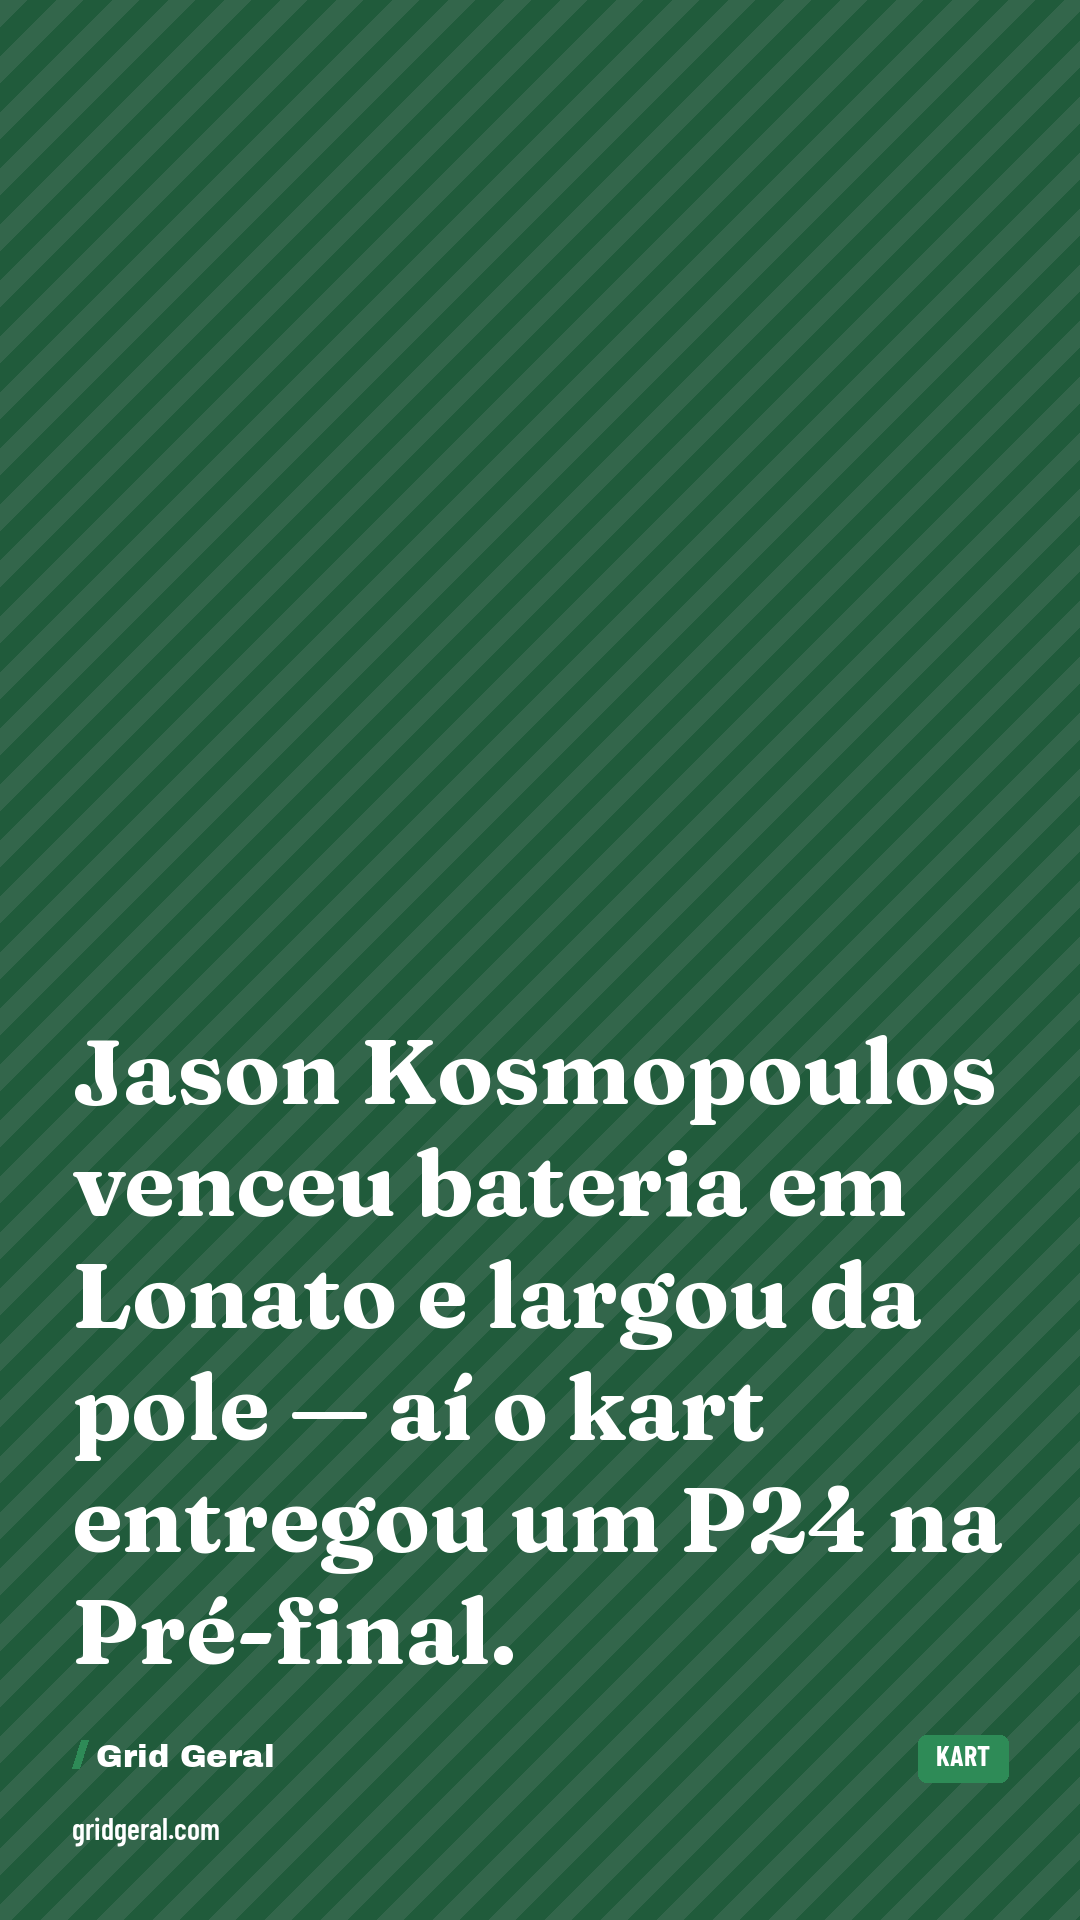 Jason Kosmopoulos
venceu bateria em
Lonato e largou da
pole — aí o kart
entregou um P24 na
Pré-final.
Grid Geral
KART
gridgeral.com